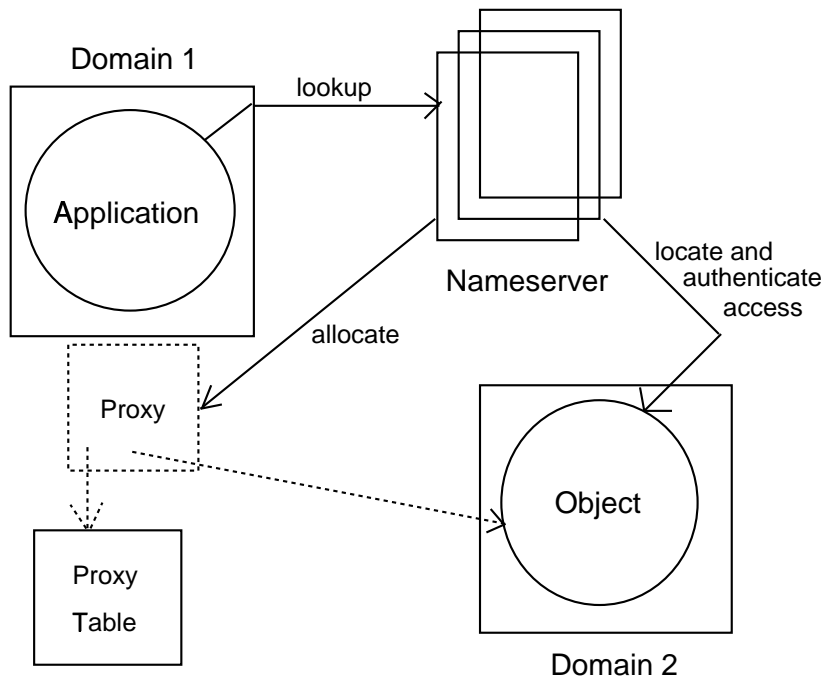 Domain 1
lookup
Application
Nameserver
locate and
authenticate
access
allocate
Proxy
Object
Proxy
Table
Domain 2